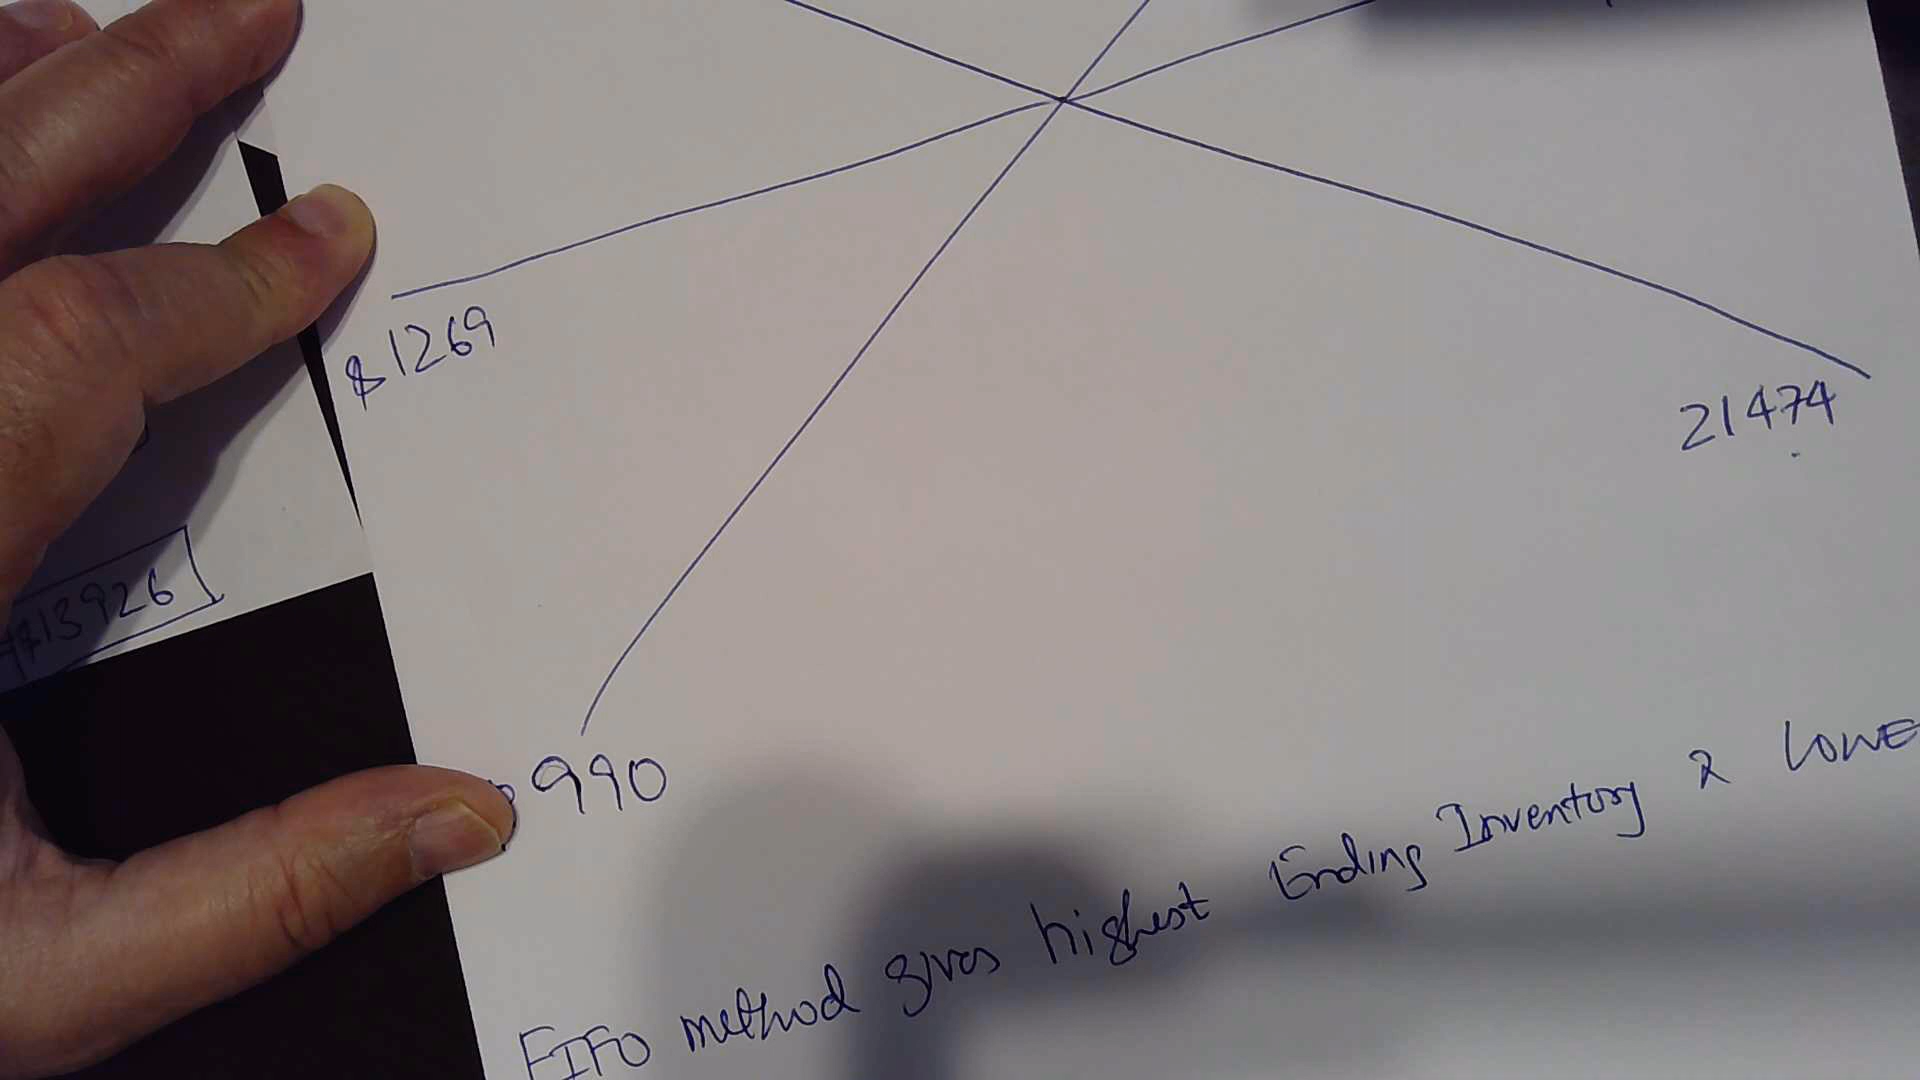 $1269
21474
$13926
990
FIFO method gives highest Ending Inventory & Lowe